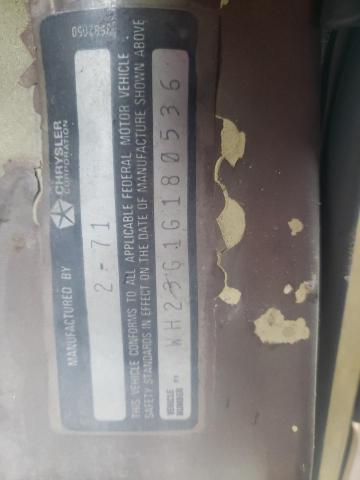 3582050
MANUFACTURED BY CHRYSLER CORPORATION
2-71
THIS VEHICLE CONFORMS TO ALL APPLICABLE FEDERAL MOTOR VEHICLE
SAFETY STANDARDS IN EFFECT ON THE DATE OF MANUFACTURE SHOWN ABOVE
VEHICLE NUMBER WH23G1G180536